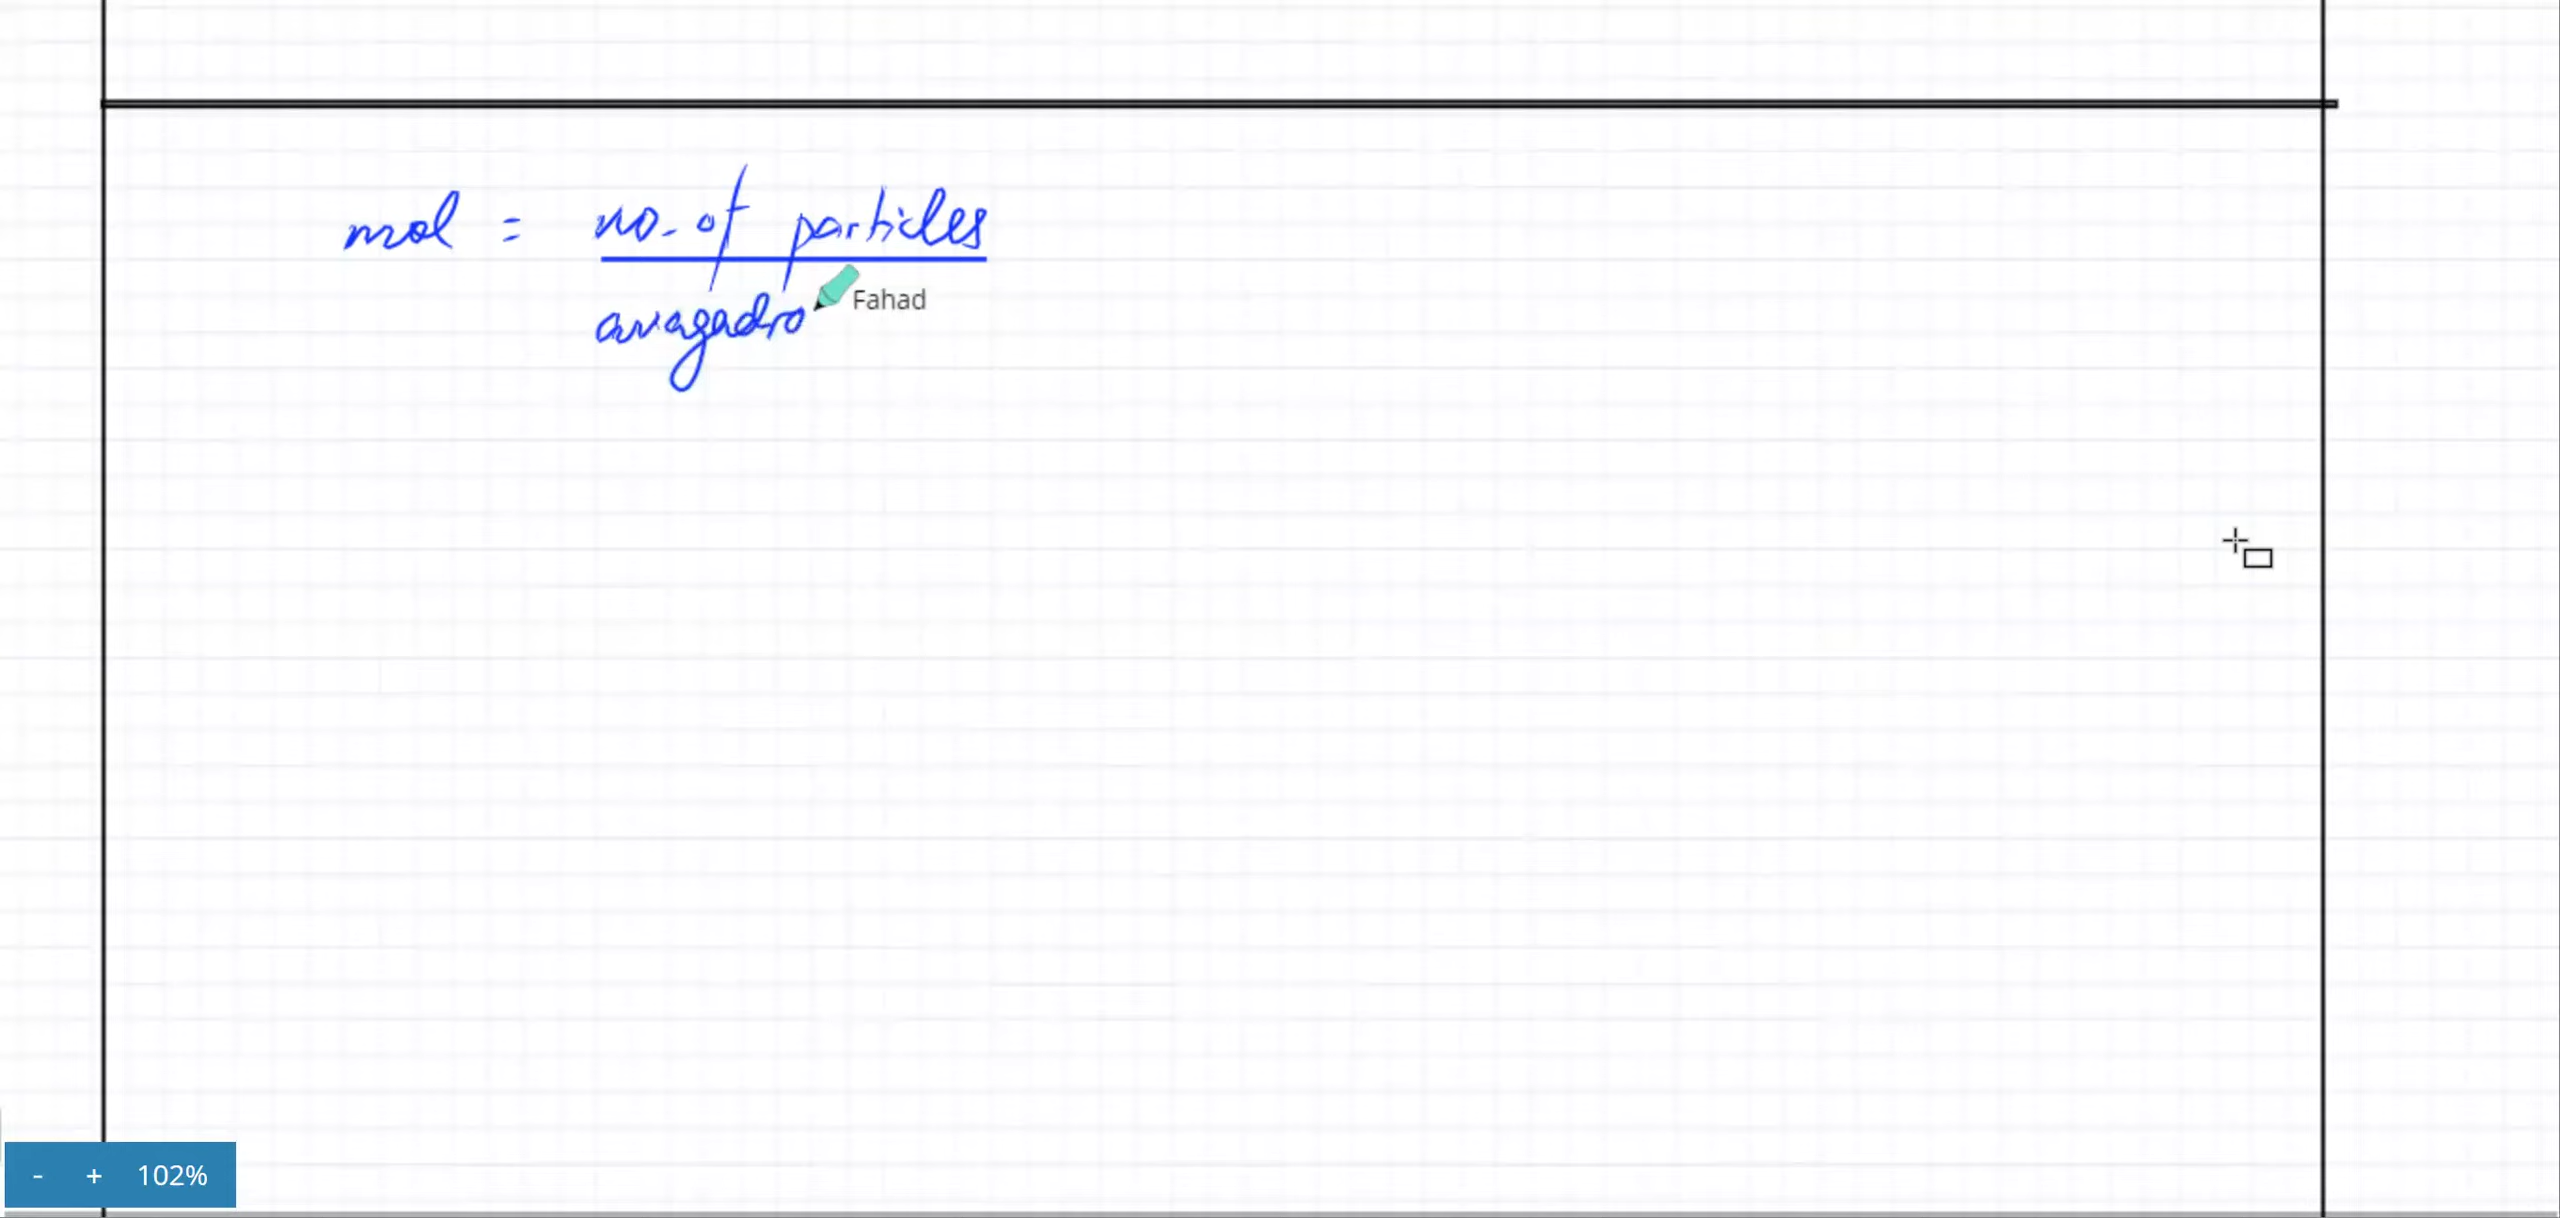 mol = no. of particles
avagadro
Fahad
- + 102%